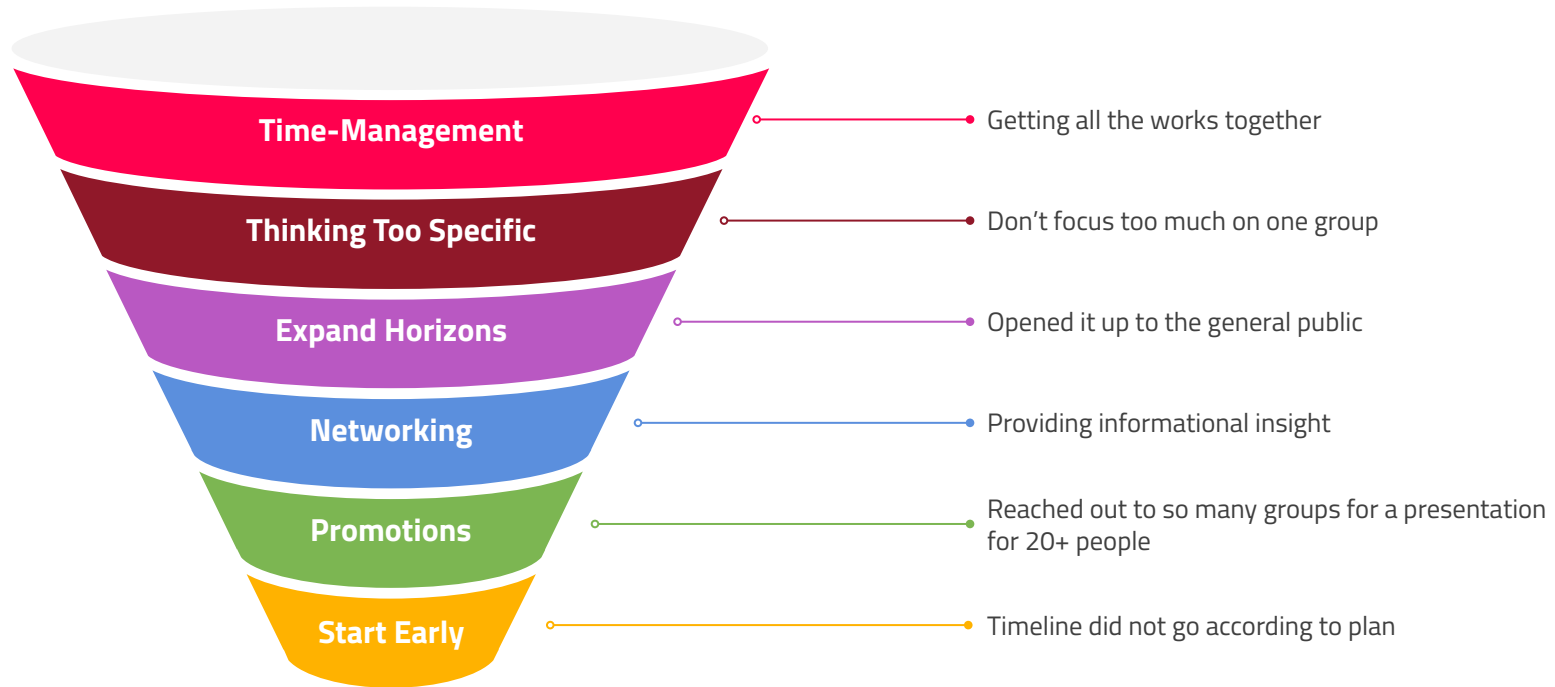 Time-Management
Getting all the works together
Thinking Too Specific
Don’t focus too much on one group
Expand Horizons
Opened it up to the general public
Networking
Providing informational insight
Promotions
Reached out to so many groups for a presentation
for 20+ people
Start Early
Timeline did not go according to plan